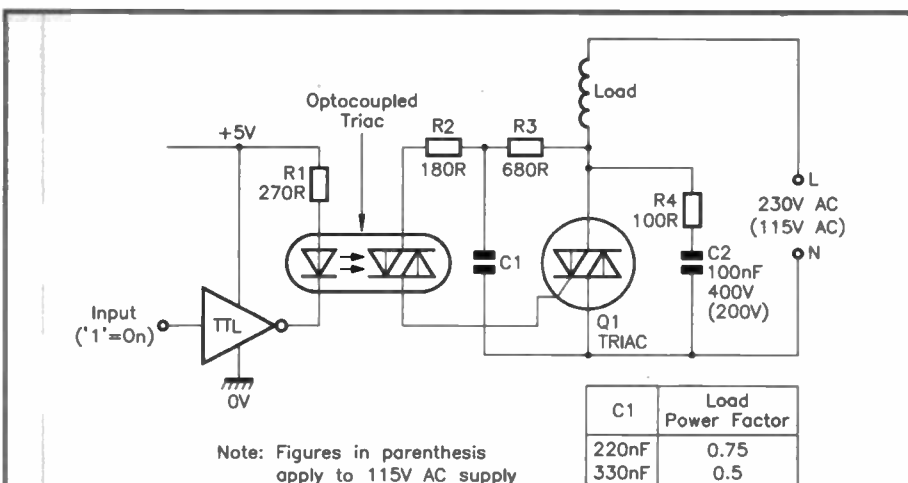 Optocoupled
Triac
+5V
R1
270R
R2
180R
R3
680R
Load
L
230V AC
(115V AC)
N
R4
100R
C1
C2
100nF
400V
(200V)
Q1
TRIAC
Input
('1'=On)
TTL
0V
C1
Load
Power Factor
220nF
0.75
330nF
0.5
Note: Figures in parenthesis
apply to 115V AC supply